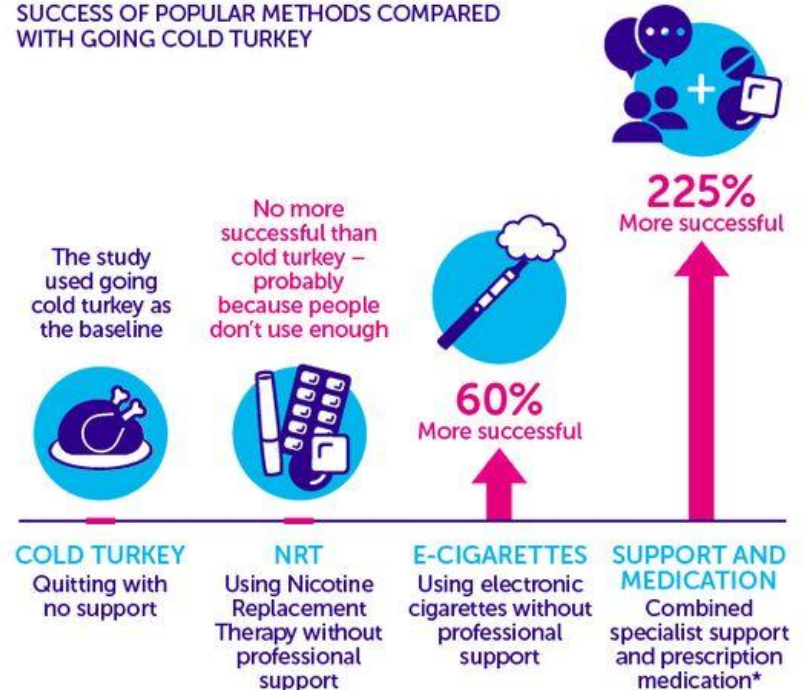 SUCCESS OF POPULAR METHODS COMPARED
WITH GOING COLD TURKEY
The study
used going
cold turkey as
the baseline
No more
successful than
cold turkey –
probably
because people
don't use enough
60%
More successful
225%
More successful
COLD TURKEY
Quitting with
no support
NRT
Using Nicotine
Replacement
Therapy without
professional
support
E-CIGARETTES
Using electronic
cigarettes without
professional
support
SUPPORT AND
MEDICATION
Combined
specialist support
and prescription
medication*